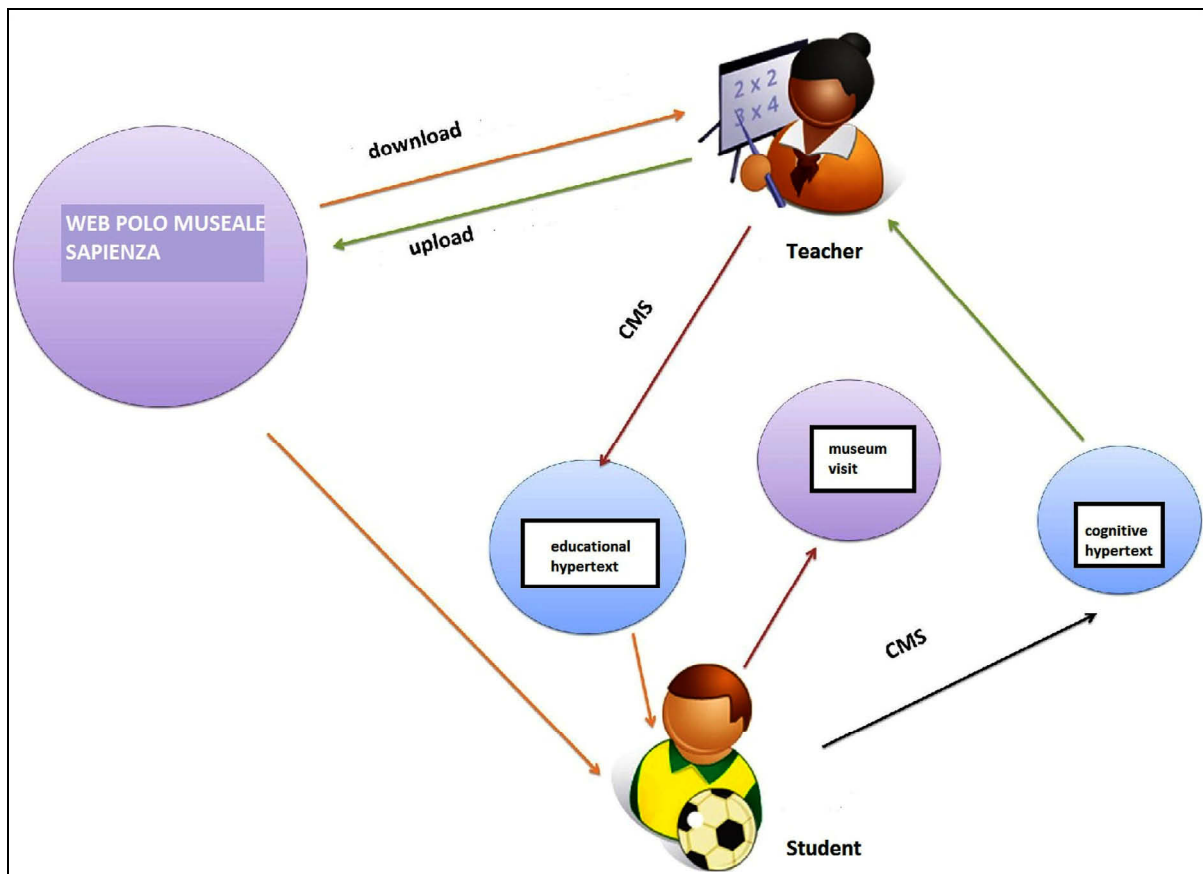 2 x 2
3 x 4
download
WEB POLO MUSEALE
SAPIENZA
upload
Teacher
CMS
museum
visit
educational
hypertext
cognitive
hypertext
CMS
Student